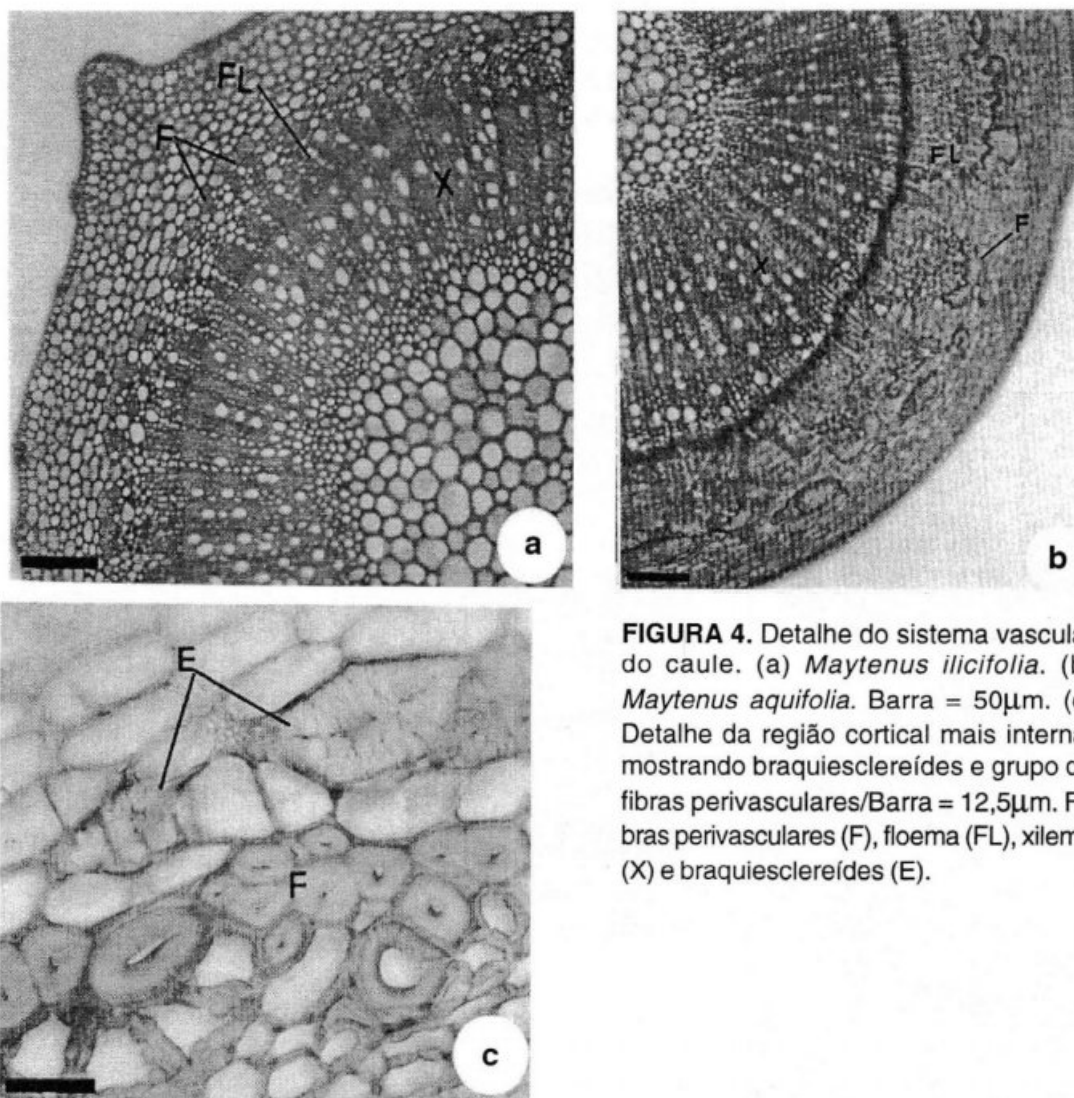 FL
F
X
a
FL
F
X
b
E
F
c
FIGURA 4. Detalhe do sistema vascula
do caule. (a) Maytenus ilicifolia. (b
Maytenus aquifolia. Barra = 50µm. (c
Detalhe da região cortical mais interna
mostrando braquiesclereídes e grupo d
fibras perivasculares/Barra = 12,5µm. F
bras perivasculares (F), floema (FL), xilem
(X) e braquiesclereídes (E).